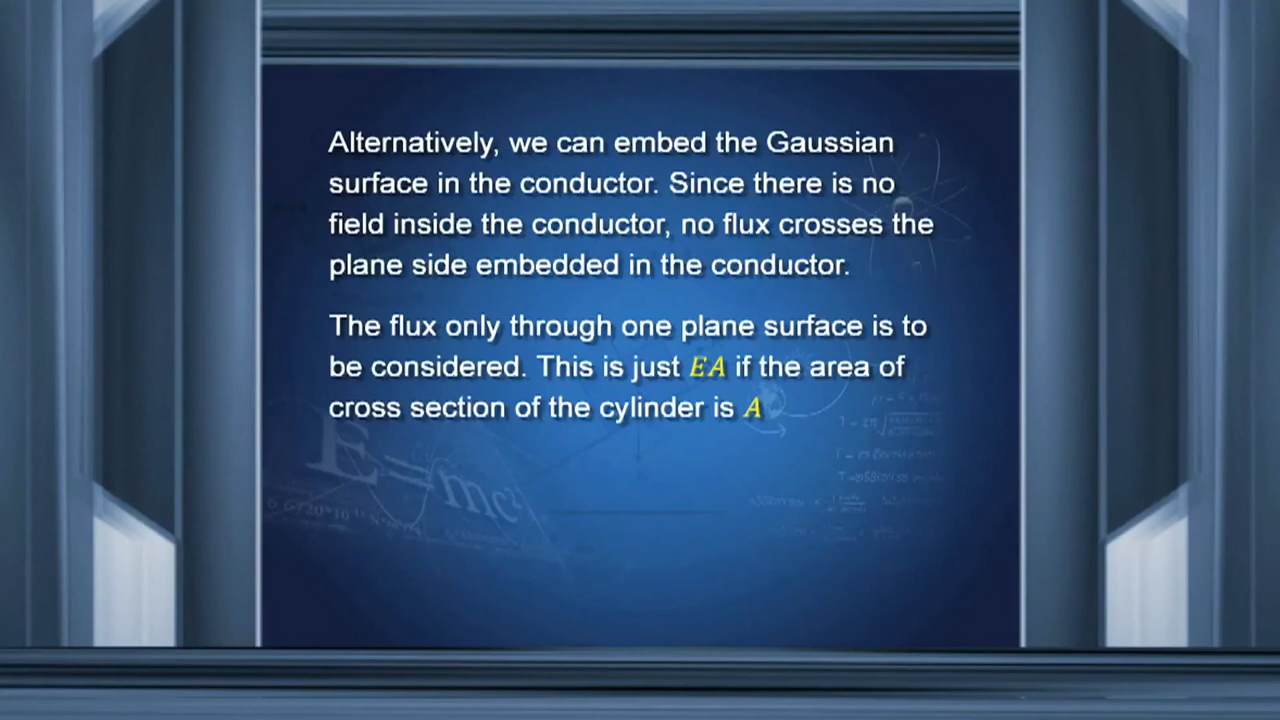 Alternatively, we can embed the Gaussian
surface in the conductor. Since there is no
field inside the conductor, no flux crosses the
plane side embedded in the conductor.
The flux only through one plane surface is to
be considered. This is just EA if the area of
cross section of the cylinder is A
E=mc²